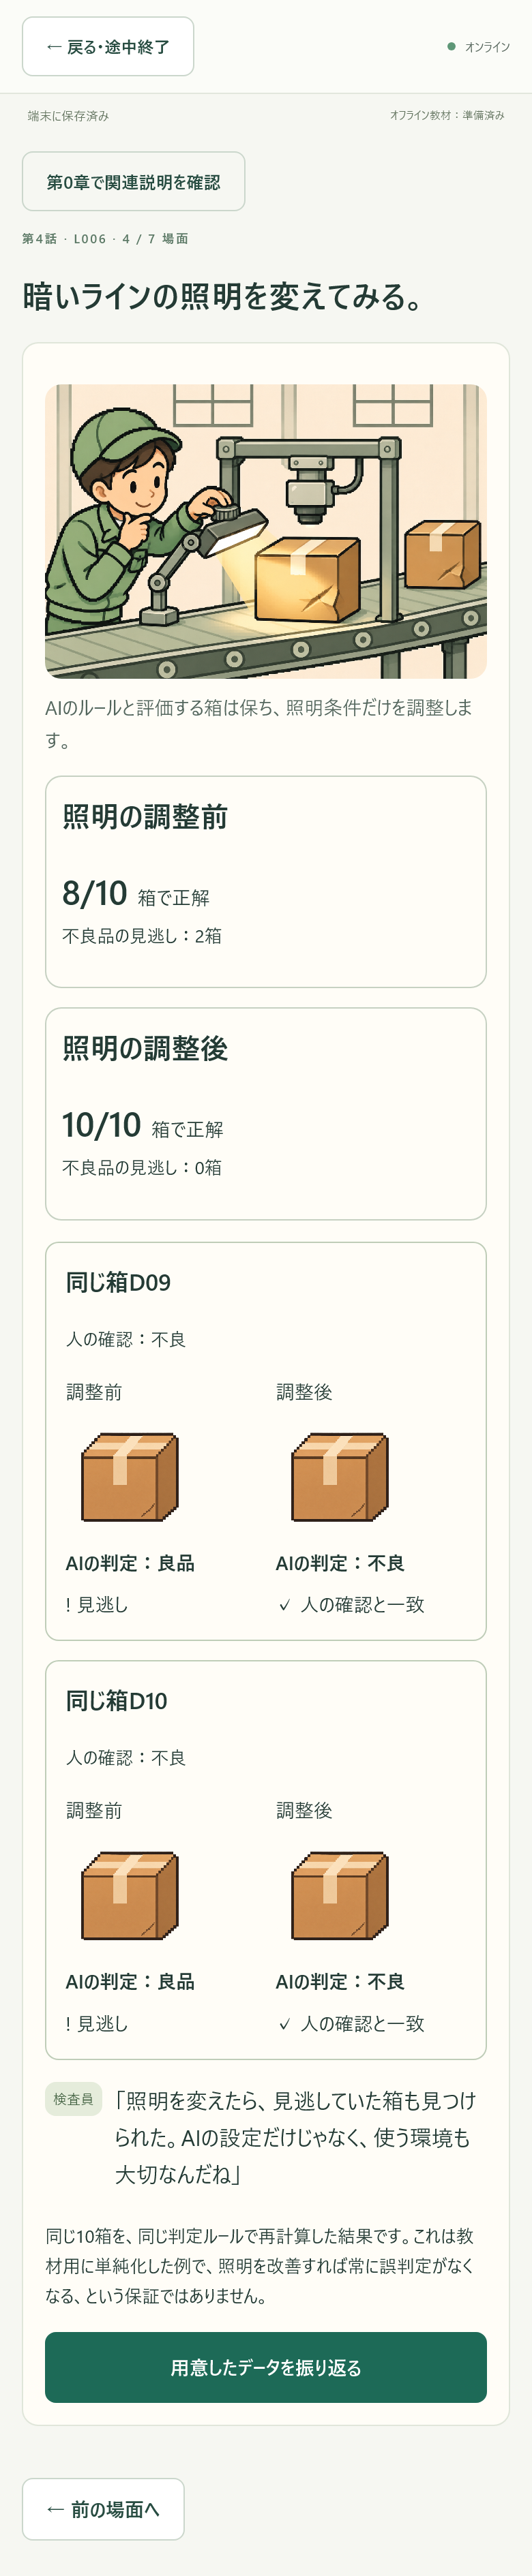 ← 戻る・途中終了
オンライン
端末に保存済み
オフライン教材：準備済み
第0章で関連説明を確認
第4話 · L006 · 4 / 7 場面
暗いラインの照明を変えてみる。
AIのルールと評価する箱は保ち、照明条件だけを調整しま
す。
照明の調整前
8/10 箱で正解
不良品の見逃し：2箱
照明の調整後
10/10 箱で正解
不良品の見逃し：0箱
同じ箱D09
人の確認：不良
調整前
調整後
AIの判定：良品
AIの判定：不良
! 見逃し
✓ 人の確認と一致
同じ箱D10
人の確認：不良
調整前
調整後
AIの判定：良品
AIの判定：不良
! 見逃し
✓ 人の確認と一致
検査員
「照明を変えたら、見逃していた箱も見つけ
られた。AIの設定だけじゃなく、使う環境も
大切なんだね」
同じ10箱を、同じ判定ルールで再計算した結果です。これは教
材用に単純化した例で、照明を改善すれば常に誤判定がなく
なる、という保証ではありません。
用意したデータを振り返る
← 前の場面へ